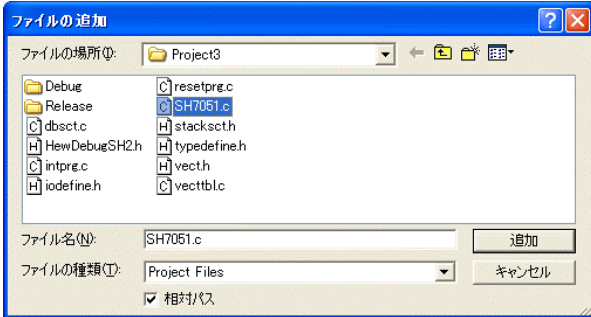 ファイルの追加
ファイルの場所(I):
Project3
Debug
Release
dbsct.c
HewDebugSH2.h
intprg.c
iodefine.h
resetprg.c
SH7051.c
stacksct.h
typedefine.h
vect.h
vecttbl.c
ファイル名(N):
SH7051.c
追加
ファイルの種類(T):
Project Files
キャンセル
相対パス